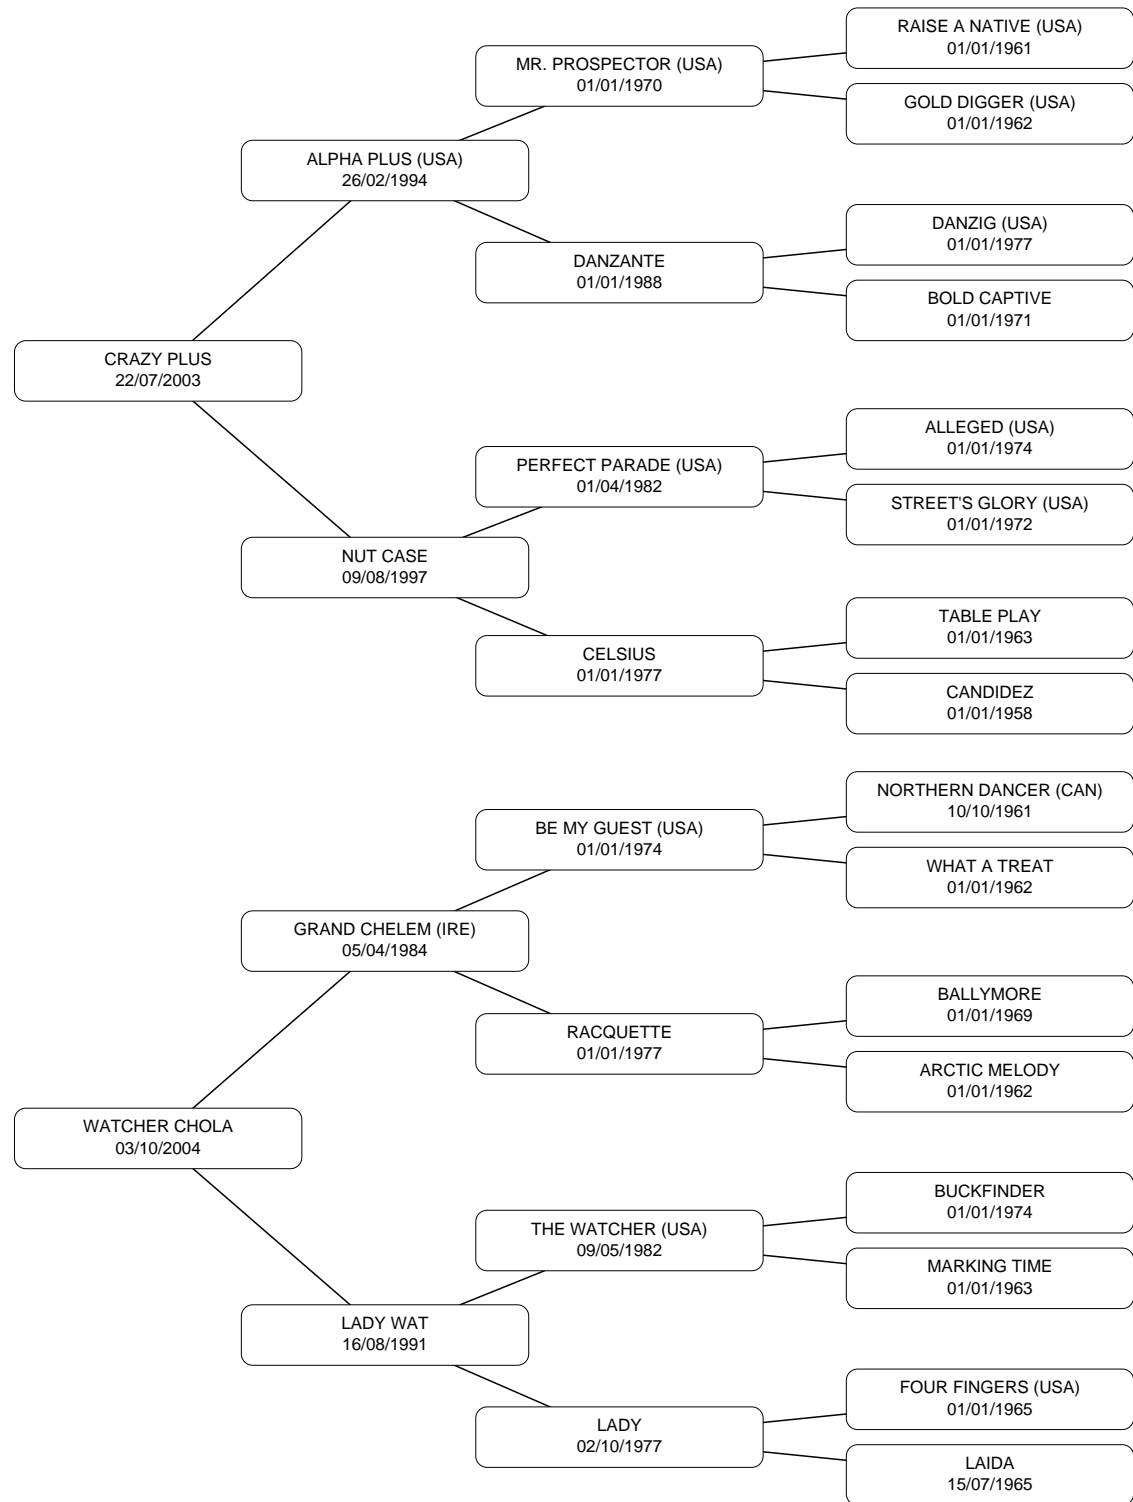 RAISE A NATIVE (USA)
01/01/1961
MR. PROSPECTOR (USA)
01/01/1970
GOLD DIGGER (USA)
01/01/1962
ALPHA PLUS (USA)
26/02/1994
DANZIG (USA)
01/01/1977
DANZANTE
01/01/1988
BOLD CAPTIVE
01/01/1971
CRAZY PLUS
22/07/2003
ALLEGED (USA)
01/01/1974
PERFECT PARADE (USA)
01/04/1982
STREET'S GLORY (USA)
01/01/1972
NUT CASE
09/08/1997
TABLE PLAY
01/01/1963
CELSIUS
01/01/1977
CANDIDEZ
01/01/1958
NORTHERN DANCER (CAN)
10/10/1961
BE MY GUEST (USA)
01/01/1974
WHAT A TREAT
01/01/1962
GRAND CHELEM (IRE)
05/04/1984
BALLYMORE
01/01/1969
RACQUETTE
01/01/1977
ARCTIC MELODY
01/01/1962
WATCHER CHOLA
03/10/2004
BUCKFINDER
01/01/1974
THE WATCHER (USA)
09/05/1982
MARKING TIME
01/01/1963
LADY WAT
16/08/1991
FOUR FINGERS (USA)
01/01/1965
LADY
02/10/1977
LAIDA
15/07/1965